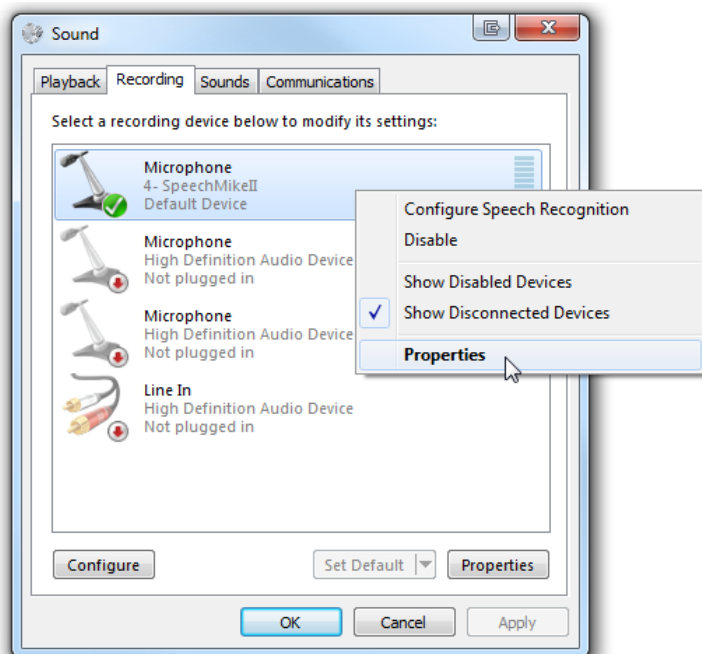 Sound
Playback
Recording
Sounds
Communications
Select a recording device below to modify its settings:
Microphone
4- SpeechMikeII
Default Device
Microphone
High Definition Audio Device
Not plugged in
Microphone
High Definition Audio Device
Not plugged in
Line In
High Definition Audio Device
Not plugged in
Configure Speech Recognition
Disable
Show Disabled Devices
Show Disconnected Devices
Properties
Configure
Set Default
Properties
OK
Cancel
Apply